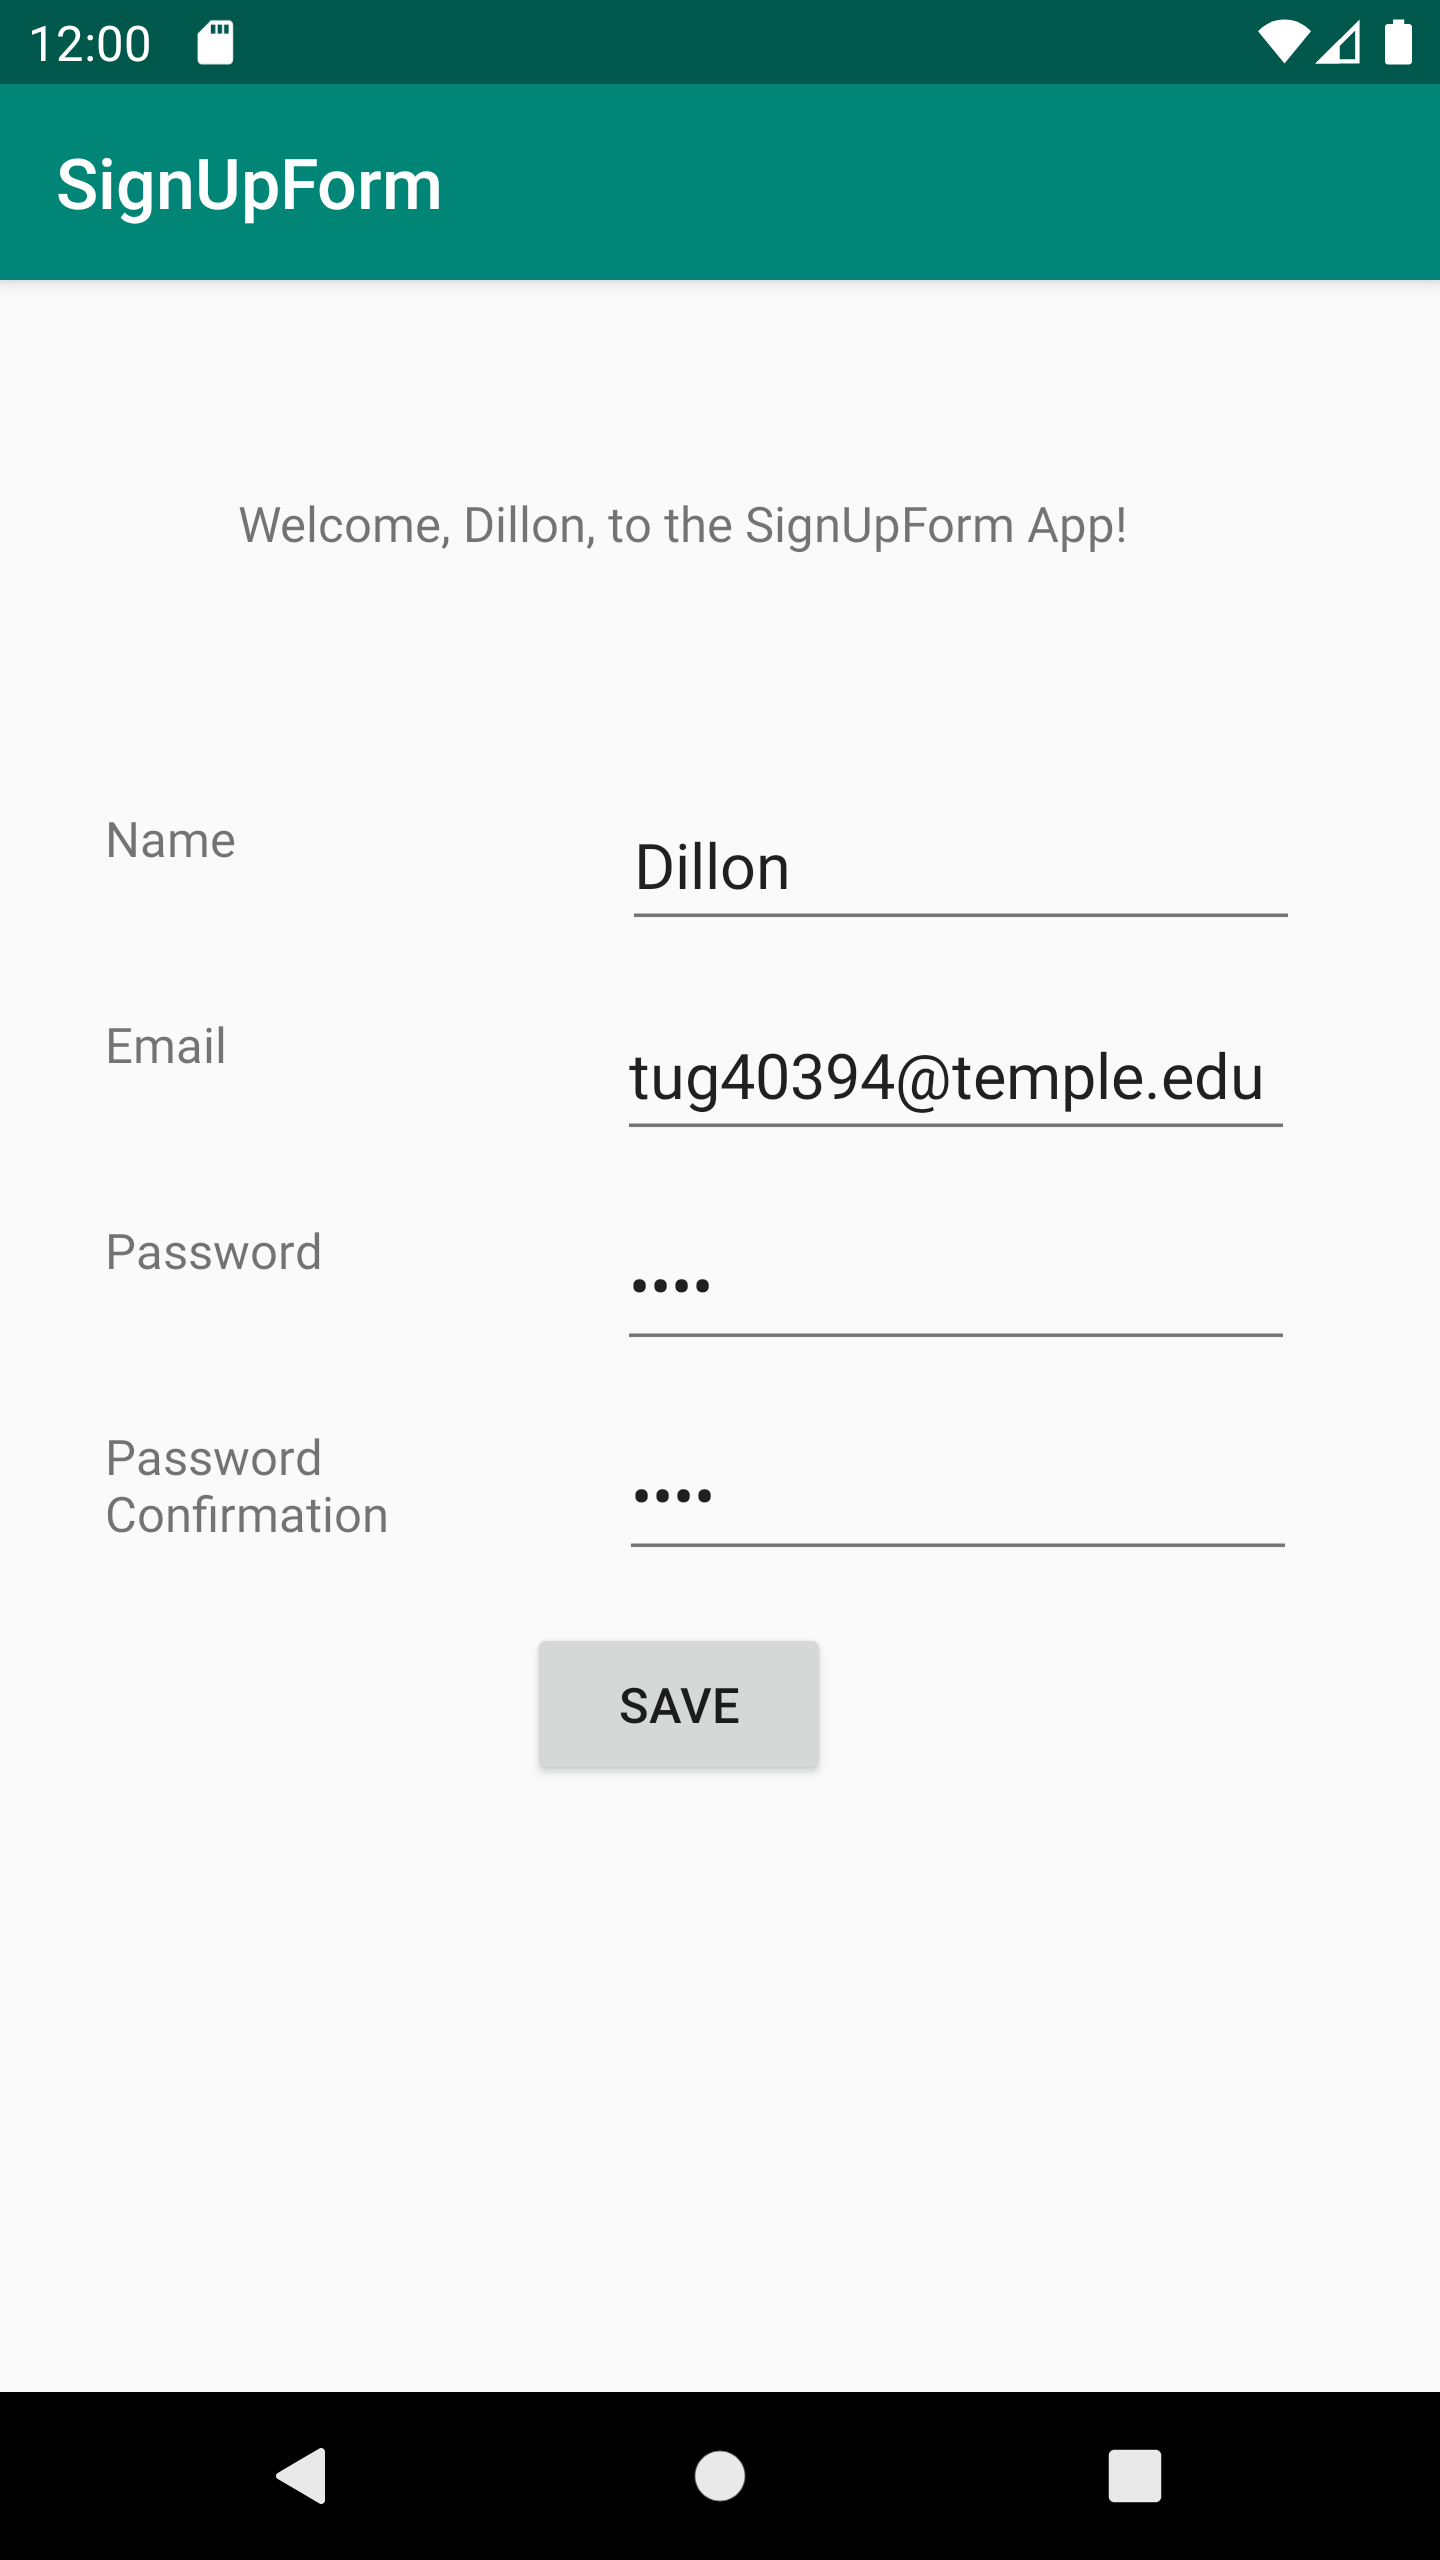 12:00
SignUpForm
Welcome, Dillon, to the SignUpForm App!
Name
Dillon
Email
tug40394@temple.edu
Password
••••
Password
Confirmation
••••
SAVE